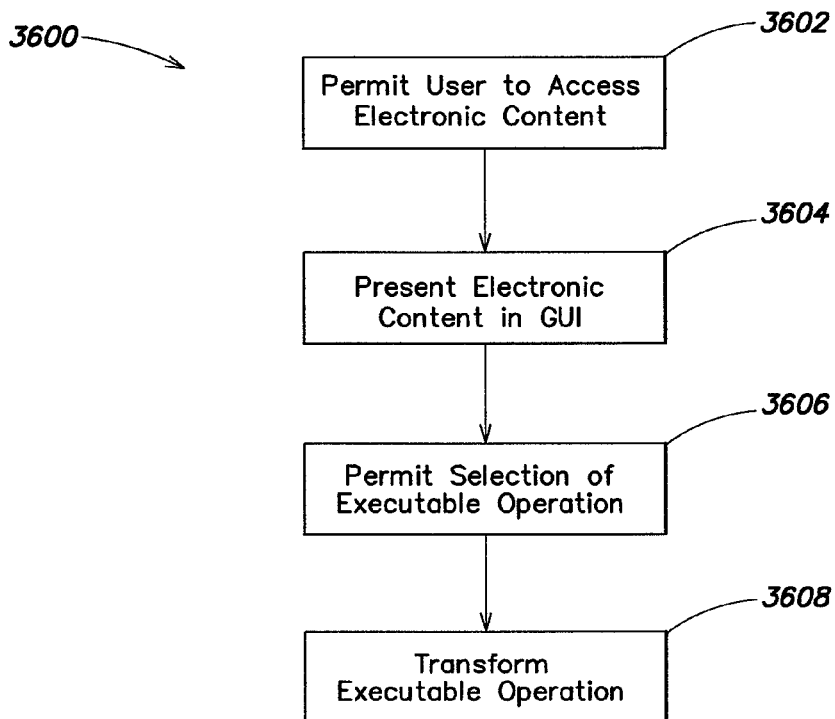 3600
3602
Permit User to Access
Electronic Content
3604
Present Electronic
Content in GUI
3606
Permit Selection of
Executable Operation
3608
Transform
Executable Operation